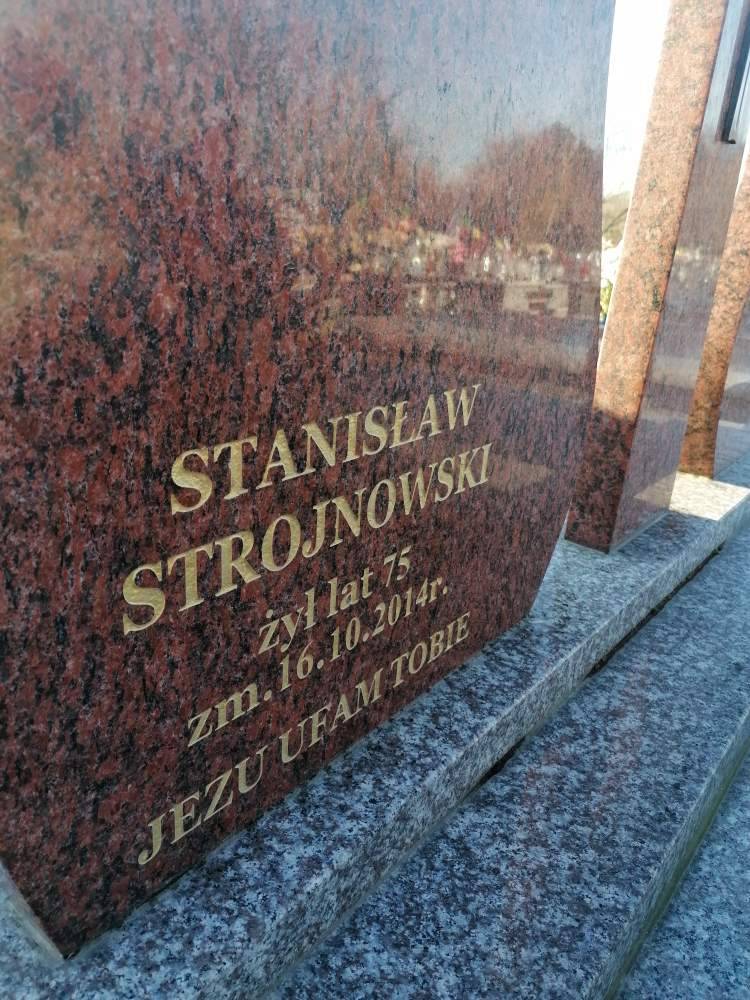 STANISŁAW
STROJNOWSKI
żył lat 75
zm.16.10.2014r.
JEZU UFAM TOBIE